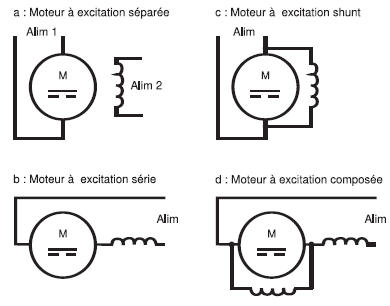 a : Moteur à excitation séparée
Alim 1
M
Alim 2
c : Moteur à excitation shunt
Alim
M
b : Moteur à excitation série
M
Alim
d : Moteur à excitation composée
M
Alim